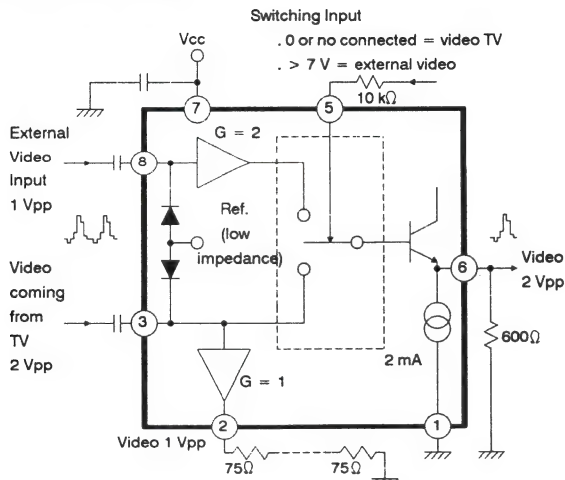 Switching Input
. 0 or no connected = video TV
. > 7 V = external video
Vcc
10 kΩ
7
5
External
Video
Input
1 Vpp
8
G = 2
Ref.
(low
impedance)
6
Video
2 Vpp
Video
coming
from
TV
2 Vpp
3
G = 1
2 mA
600Ω
2
1
Video 1 Vpp
75Ω
75Ω